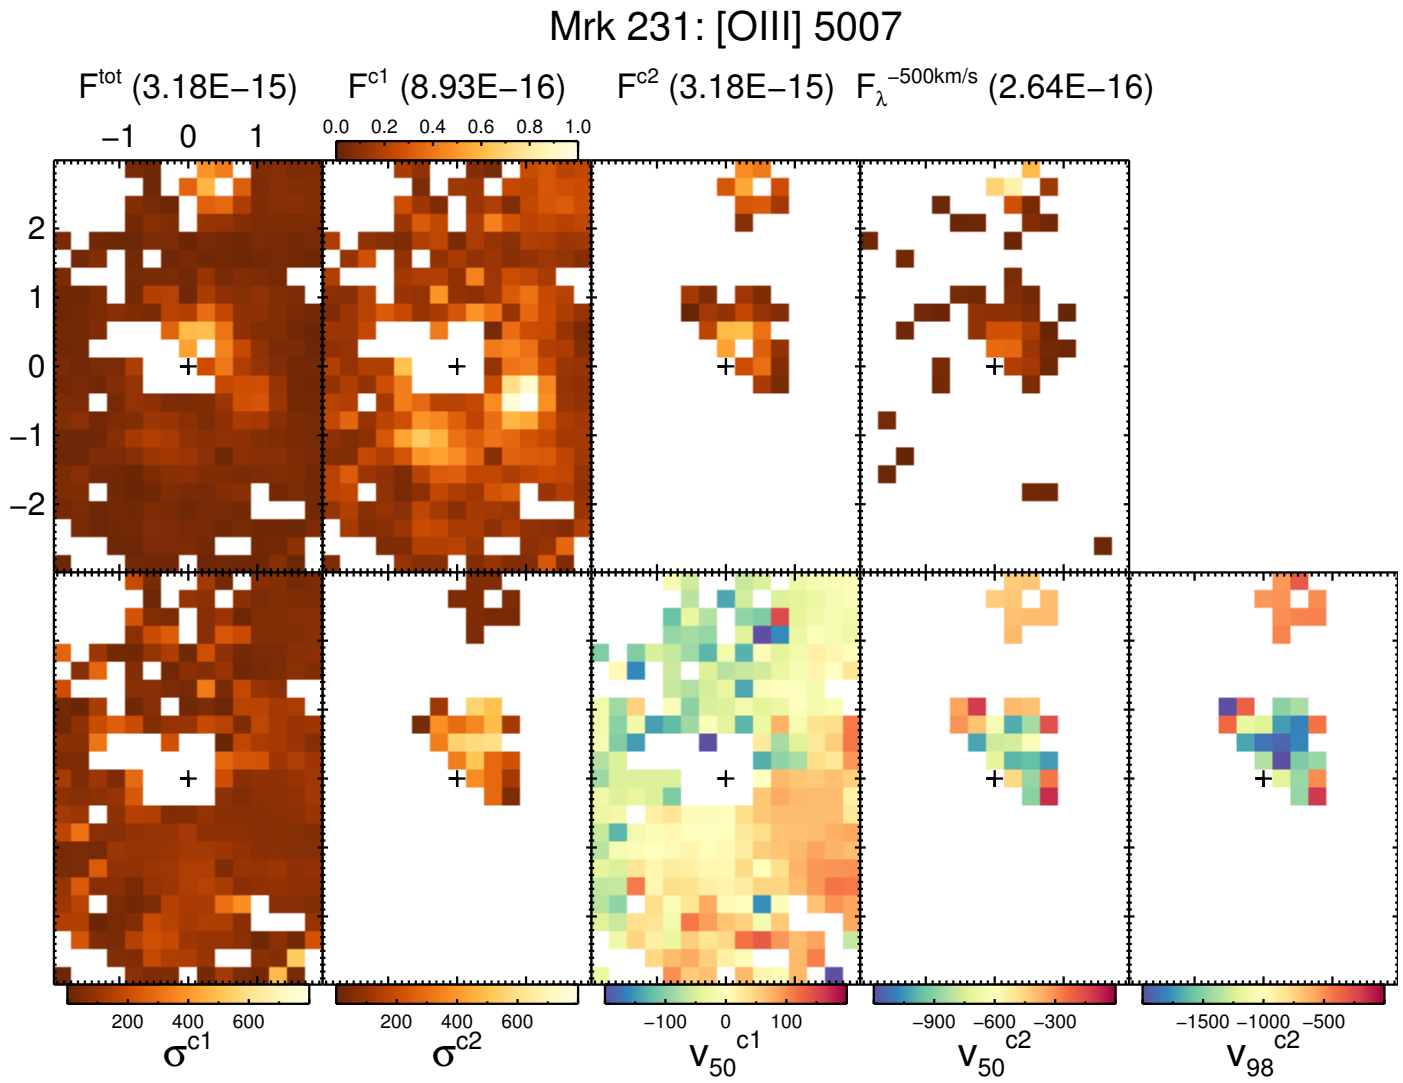 Mrk 231: [OIII] 5007
F^tot (3.18E−15) F^c1 (8.93E−16) F^c2 (3.18E−15) F_λ^−500km/s (2.64E−16)
−1 0 1
0.0 0.2 0.4 0.6 0.8 1.0
2
1
0
−1
−2
200 400 600
200 400 600
−100 0 100
−900 −600 −300
−1500 −1000 −500
σ^c1 σ^c2 v_50^c1 v_50^c2 v_98^c2